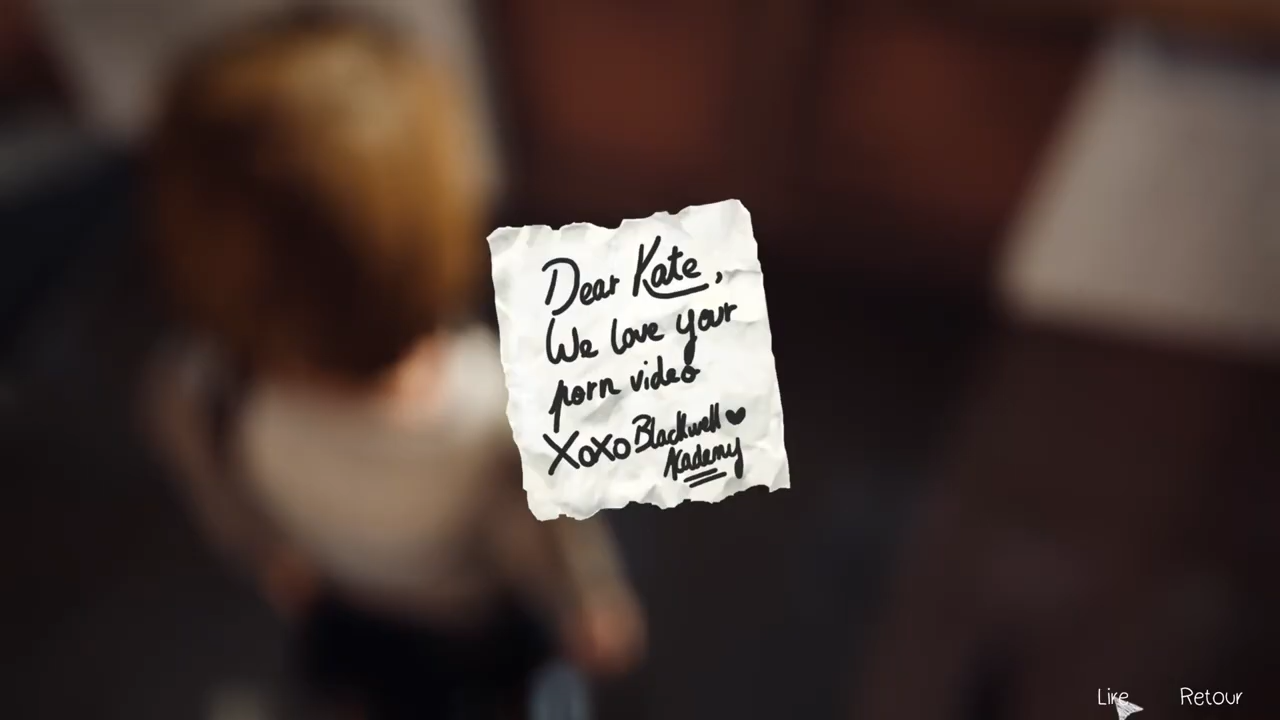 Dear Kate,
We love your
porn video
XoXo Blackwell
Academy
Lire
Retour